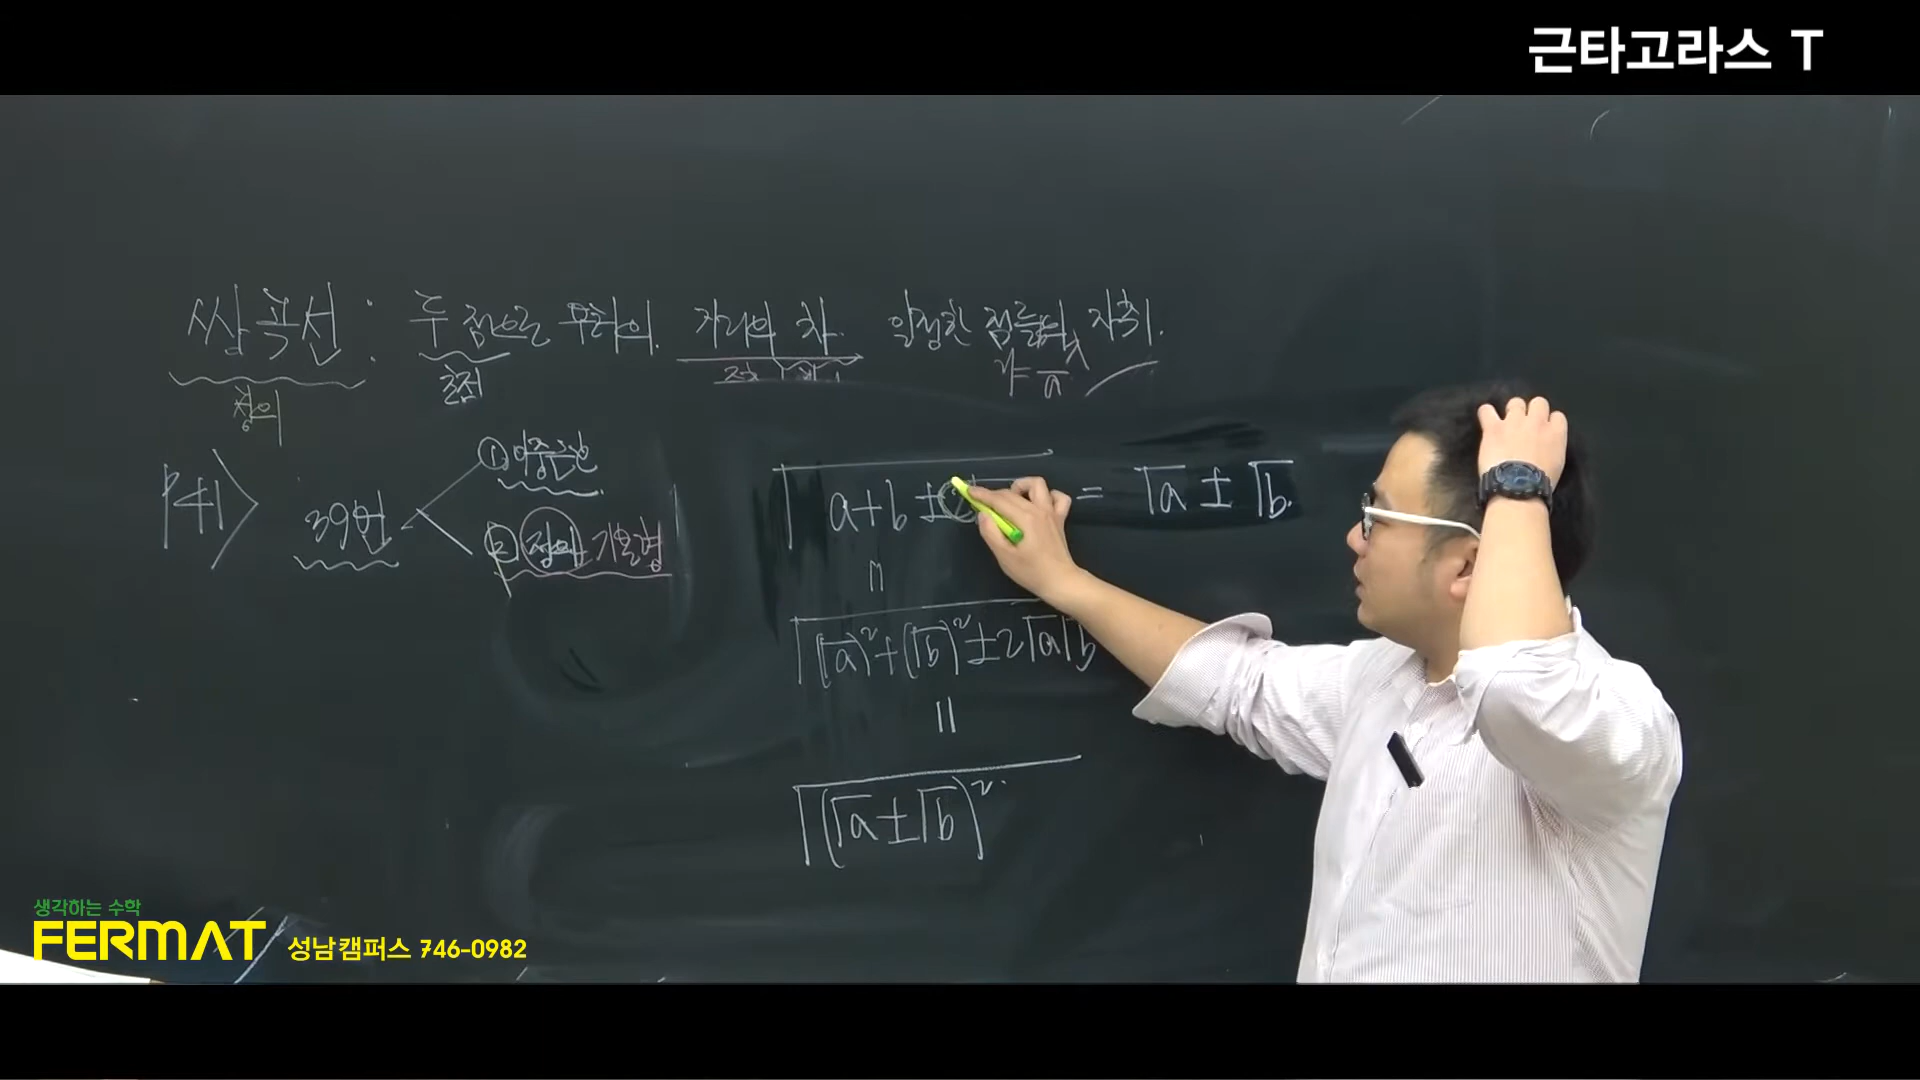 근타고라스 T
쌍곡선 : 두 점으로 부터의 거리의 차 일정한 점들의 자취.
정의
초점
P41> 39번
① 이중근호
② 정의 기울형
√(a+b±2 = √a ± √b.
=
√((√a)²+(√b)²±2√a√b
=
√((√a±√b)²
생각하는 수학
FERMAT 성남캠퍼스 746-0982